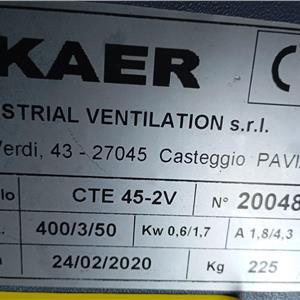 KAER
STRIAL VENTILATION s.r.l.
Verdi, 43 - 27045 Casteggio PAVI
lo CTE 45-2V N° 20048
. 400/3/50 Kw 0,6/1,7 A 1,8/4,3
24/02/2020 Kg 225